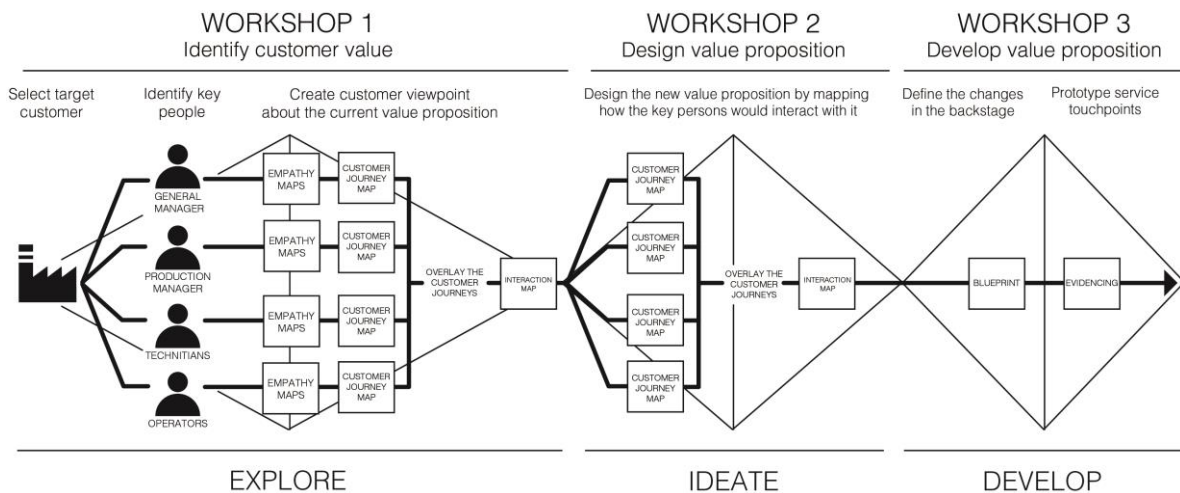 WORKSHOP 1
Identify customer value
Select target
customer
Identify key
people
Create customer viewpoint
about the current value proposition
GENERAL
MANAGER
PRODUCTION
MANAGER
TECHNITIANS
OPERATORS
EMPATHY
MAPS
CUSTOMER
JOURNEY
MAP
EMPATHY
MAPS
CUSTOMER
JOURNEY
MAP
EMPATHY
MAPS
CUSTOMER
JOURNEY
MAP
EMPATHY
MAPS
CUSTOMER
JOURNEY
MAP
OVERLAY THE
CUSTOMER
JOURNEYS
INTERACTION
MAP
EXPLORE
WORKSHOP 2
Design value proposition
Design the new value proposition by mapping
how the key persons would interact with it
CUSTOMER
JOURNEY
MAP
CUSTOMER
JOURNEY
MAP
CUSTOMER
JOURNEY
MAP
CUSTOMER
JOURNEY
MAP
OVERLAY THE
CUSTOMER
JOURNEYS
INTERACTION
MAP
IDEATE
WORKSHOP 3
Develop value proposition
Define the changes
in the backstage
Prototype service
touchpoints
BLUEPRINT
EVIDENCING
DEVELOP